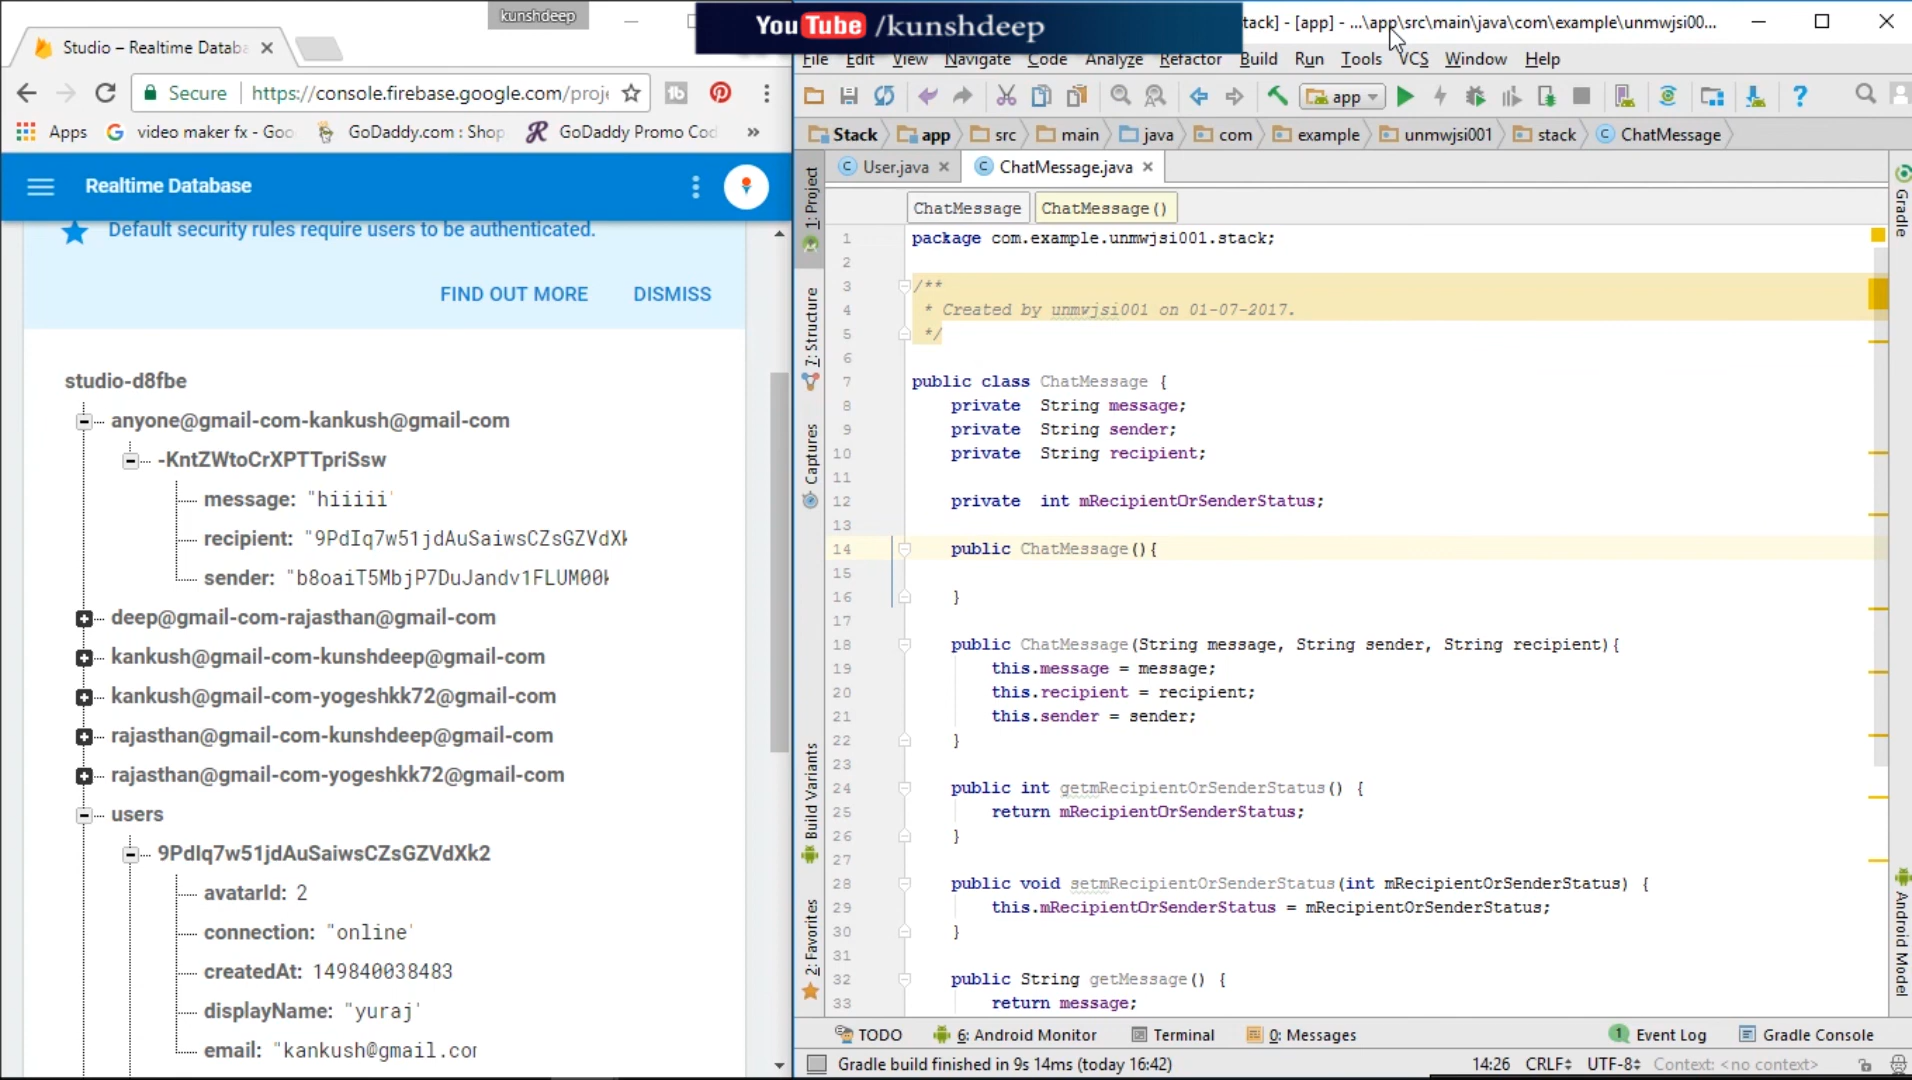 kunshdeep
YouTube /kunshdeep
Studio – Realtime Databa
Secure https://console.firebase.google.com/proj
Apps video maker fx - Goo GoDaddy.com : Shop GoDaddy Promo Cod »
Realtime Database
Default security rules require users to be authenticated.
FIND OUT MORE DISMISS
studio-d8fbe
anyone@gmail-com-kankush@gmail-com
-KntZWtoCrXPTTpriSsw
message: "hiiiii"
recipient: "9PdIq7w51jdAuSaiwsCZsGZVdXk
sender: "b8oaiT5MbjP7DuJandv1FLUM00k
deep@gmail-com-rajasthan@gmail-com
kankush@gmail-com-kunshdeep@gmail-com
kankush@gmail-com-yogeshkk72@gmail-com
rajasthan@gmail-com-kunshdeep@gmail-com
rajasthan@gmail-com-yogeshkk72@gmail-com
users
9PdIq7w51jdAuSaiwsCZsGZVdXk2
avatarId: 2
connection: "online"
createdAt: 149840038483
displayName: "yuraj"
email: "kankush@gmail.com
stack] - [app] - ...\app\src\main\java\com\example\unmwjsi00...
File Edit View Navigate Code Analyze Refactor Build Run Tools VCS Window Help
app
Stack app src main java com example unmwjsi001 stack ChatMessage
User.java ChatMessage.java
ChatMessage ChatMessage()
1: Project
7: Structure
Captures
Build Variants
2: Favorites
1 package com.example.unmwjsi001.stack;
2
3 /**
4 * Created by unmwjsi001 on 01-07-2017.
5 */
6
7 public class ChatMessage {
8 private String message;
9 private String sender;
10 private String recipient;
11
12 private int mRecipientOrSenderStatus;
13
14 public ChatMessage(){
15
16 }
17
18 public ChatMessage(String message, String sender, String recipient){
19 this.message = message;
20 this.recipient = recipient;
21 this.sender = sender;
22 }
23
24 public int getmRecipientOrSenderStatus() {
25 return mRecipientOrSenderStatus;
26 }
27
28 public void setmRecipientOrSenderStatus(int mRecipientOrSenderStatus) {
29 this.mRecipientOrSenderStatus = mRecipientOrSenderStatus;
30 }
31
32 public String getMessage() {
33 return message;
Gradle
Android Model
TODO 6: Android Monitor Terminal 0: Messages 1 Event Log Gradle Console
Gradle build finished in 9s 14ms (today 16:42) 14:26 CRLF UTF-8 Context: <no context>